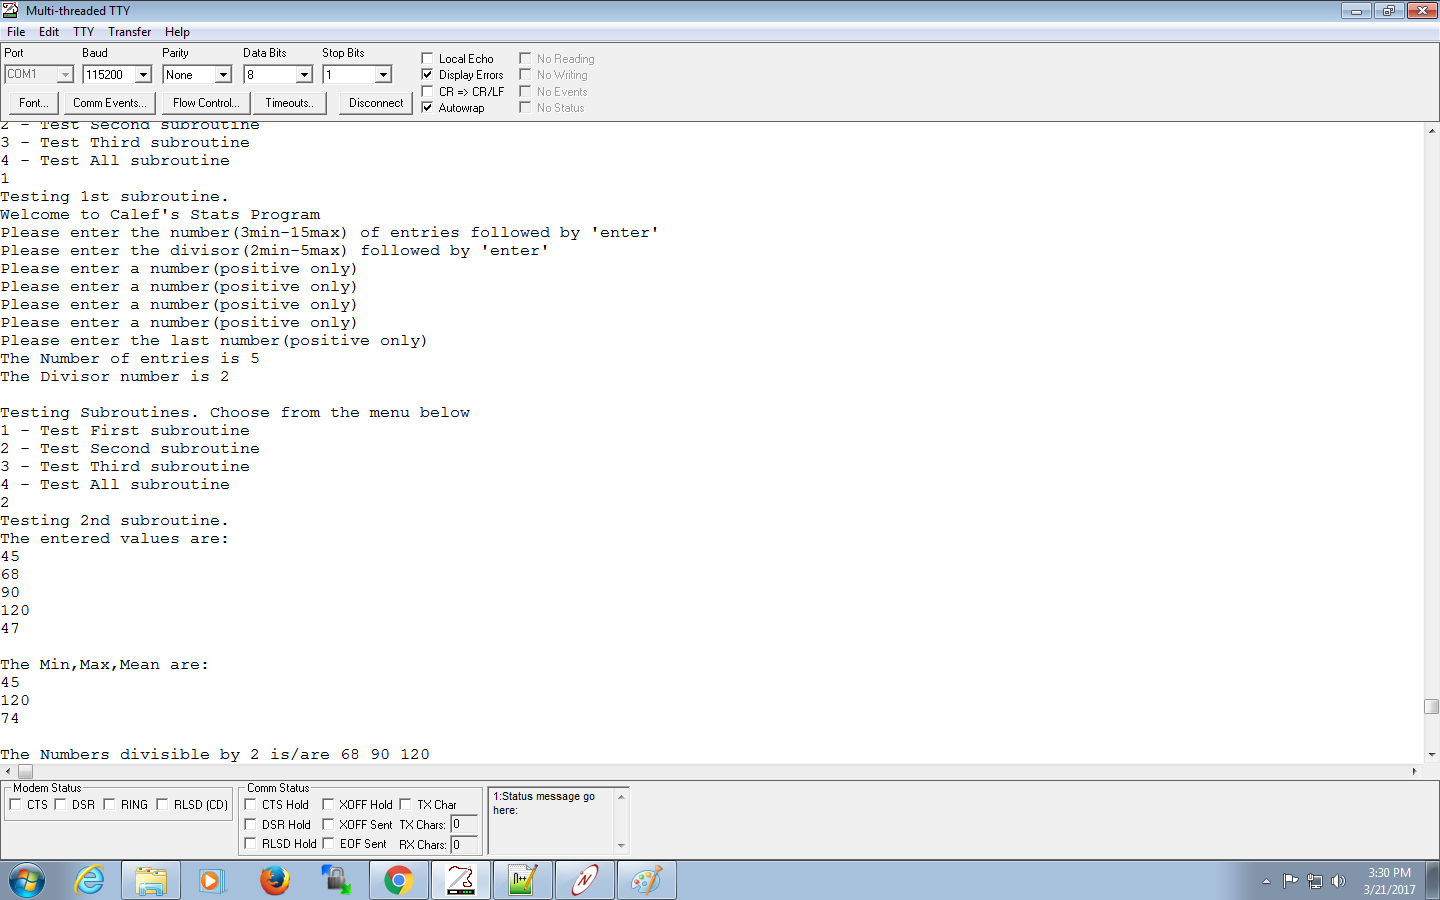 Multi-threaded TTY
File Edit TTY Transfer Help
Port Baud Parity Data Bits Stop Bits
COM1 115200 None 8 1
Font... Comm Events... Flow Control... Timeouts.. Disconnect
Local Echo No Reading
Display Errors No Writing
CR => CR/LF No Events
Autowrap No Status
2 - Test Second subroutine
3 - Test Third subroutine
4 - Test All subroutine
1
Testing 1st subroutine.
Welcome to Calef's Stats Program
Please enter the number(3min-15max) of entries followed by 'enter'
Please enter the divisor(2min-5max) followed by 'enter'
Please enter a number(positive only)
Please enter a number(positive only)
Please enter a number(positive only)
Please enter a number(positive only)
Please enter the last number(positive only)
The Number of entries is 5
The Divisor number is 2
Testing Subroutines. Choose from the menu below
1 - Test First subroutine
2 - Test Second subroutine
3 - Test Third subroutine
4 - Test All subroutine
2
Testing 2nd subroutine.
The entered values are:
45
68
90
120
47
The Min,Max,Mean are:
45
120
74
The Numbers divisible by 2 is/are 68 90 120
Modem Status
CTS DSR RING RLSD (CD)
Comm Status
CTS Hold XOFF Hold TX Char
DSR Hold XOFF Sent TX Chars: 0
RLSD Hold EOF Sent RX Chars: 0
1:Status message go
here:
3:30 PM
3/21/2017